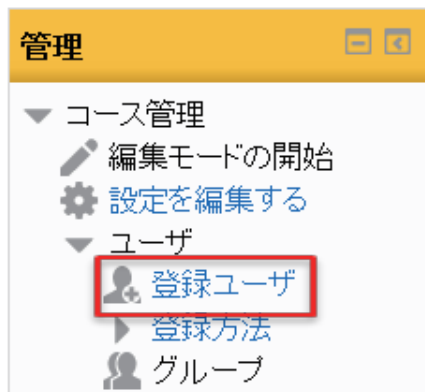 管理
コース管理
編集モードの開始
設定を編集する
ユーザ
登録ユーザ
登録方法
グループ